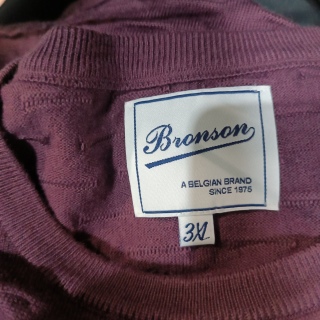 Bronson
A BELGIAN BRAND
SINCE 1976
3XL